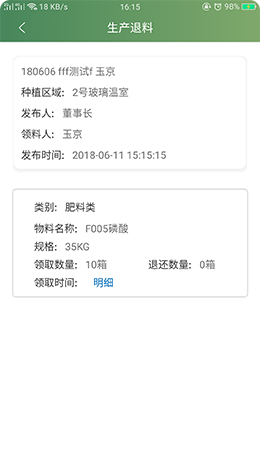 18 KB/s 16:15 98%
生产退料
180606 fff测试f 玉京
种植区域: 2号玻璃温室
发布人: 董事长
领料人: 玉京
发布时间: 2018-06-11 15:15:15
类别: 肥料类
物料名称: F005磷酸
规格: 35KG
领取数量: 10箱 退还数量: 0箱
领取时间: 明细